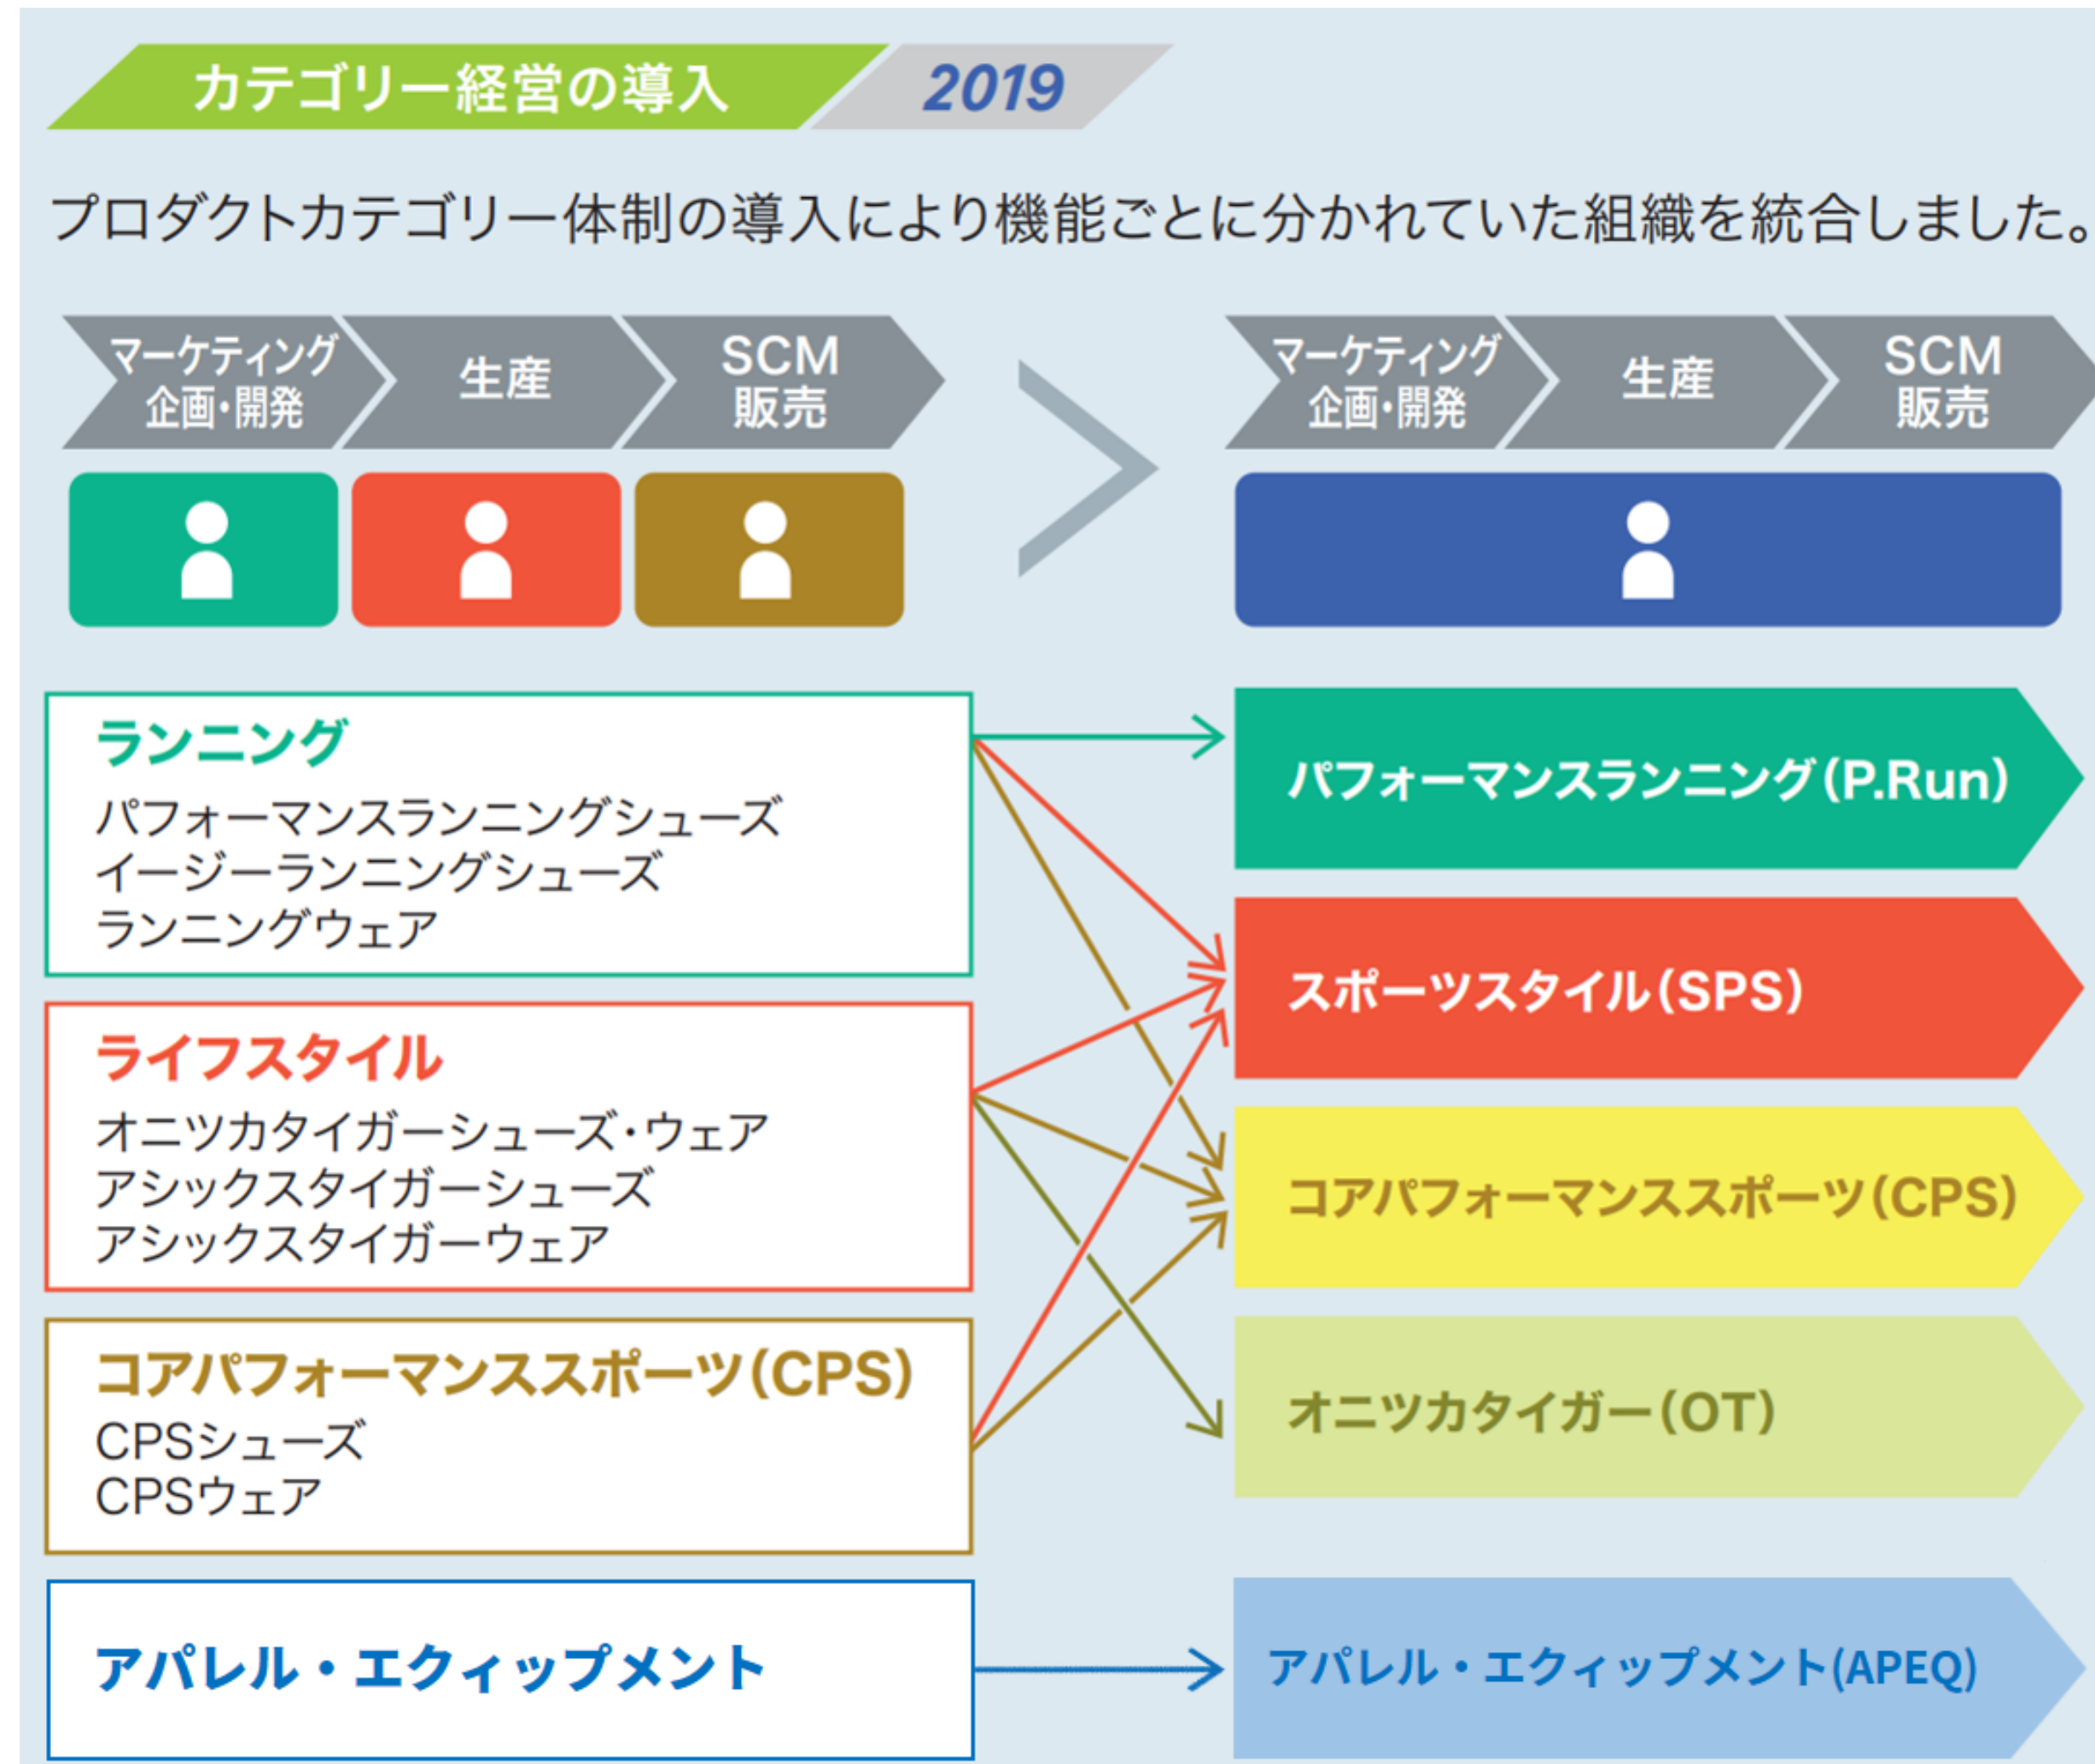 カテゴリー経営の導入
2019
プロダクトカテゴリー体制の導入により機能ごとに分かれていた組織を統合しました。
マーケティング
企画・開発
生産
SCM
販売
マーケティング
企画・開発
生産
SCM
販売
ランニング
パフォーマンスランニングシューズ
イージーランニングシューズ
ランニングウェア
ライフスタイル
オニツカタイガーシューズ・ウェア
アシックスタイガーシューズ
アシックスタイガーウェア
コアパフォーマンススポーツ(CPS)
CPSシューズ
CPSウェア
アパレル・エクィップメント
パフォーマンスランニング(P.Run)
スポーツスタイル(SPS)
コアパフォーマンススポーツ(CPS)
オニツカタイガー(OT)
アパレル・エクィップメント(APEQ)